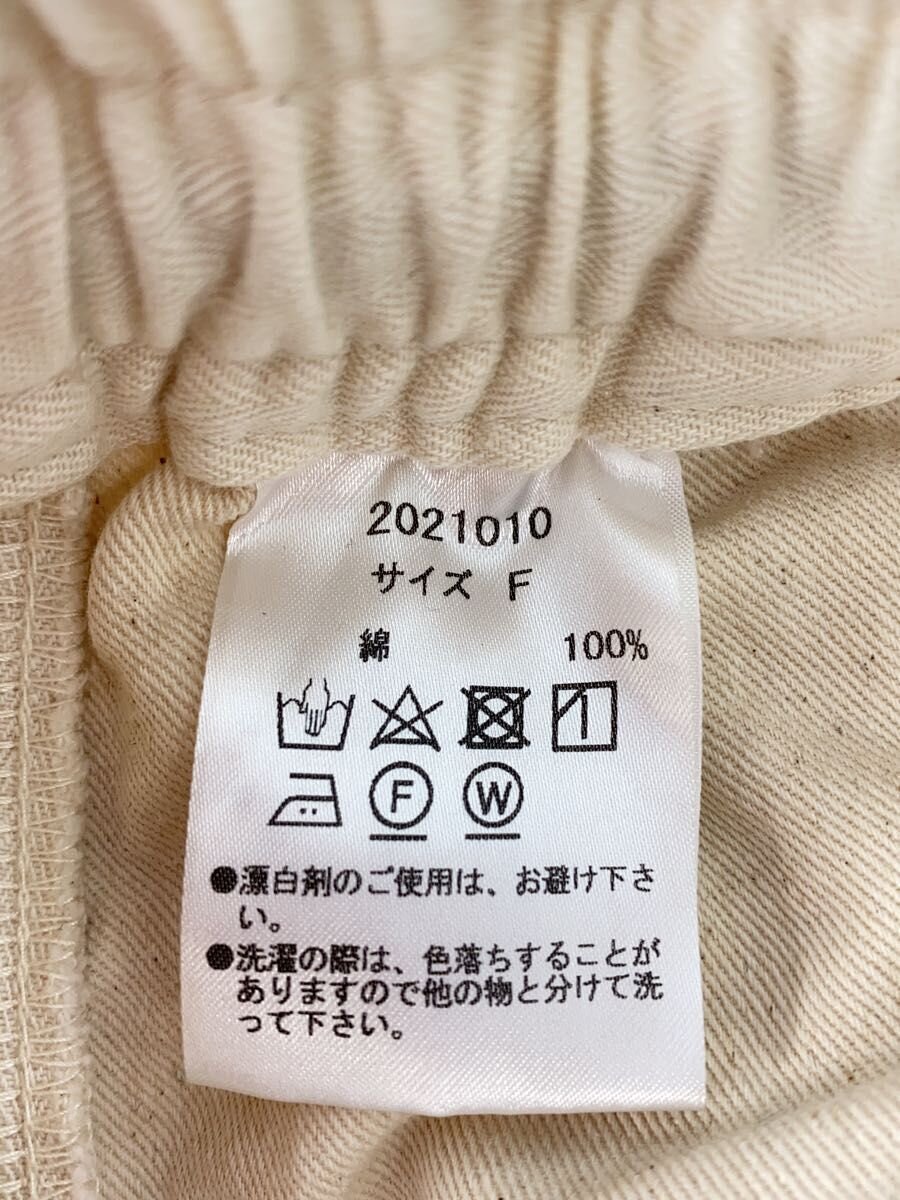 2021010
サイズ F
綿 100%
F W
●漂白剤のご使用は、お避け下さ
い。
●洗濯の際は、色落ちすることが
ありますので他の物と分けて洗
って下さい。